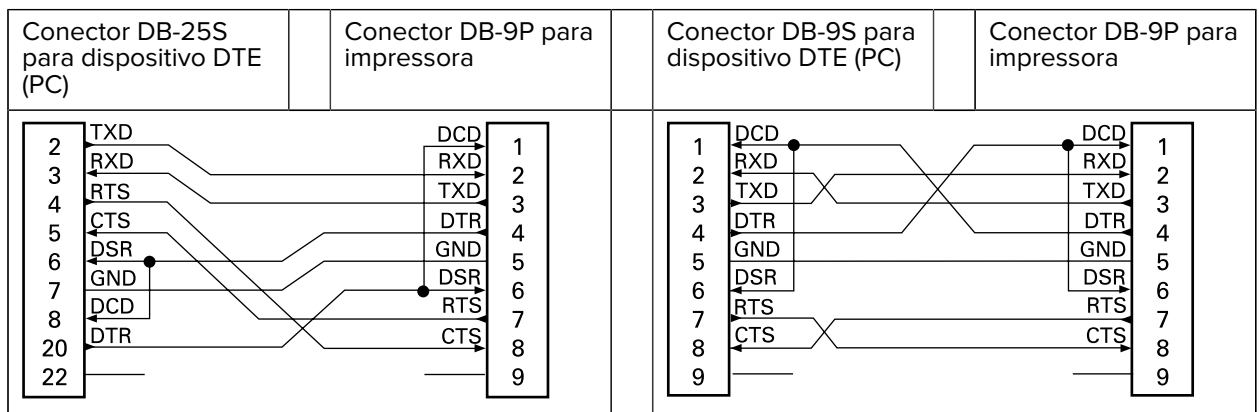 Conector DB-25S
para dispositivo DTE
(PC)
Conector DB-9P para
impressora
Conector DB-9S para
dispositivo DTE (PC)
Conector DB-9P para
impressora
2 TXD
3 RXD
4 RTS
5 CTS
6 DSR
7 GND
8 DCD
20 DTR
22
DCD 1
RXD 2
TXD 3
DTR 4
GND 5
DSR 6
RTS 7
CTS 8
9
1 DCD
2 RXD
3 TXD
4 DTR
5 GND
6 DSR
7 RTS
8 CTS
9
DCD 1
RXD 2
TXD 3
DTR 4
GND 5
DSR 6
RTS 7
CTS 8
9